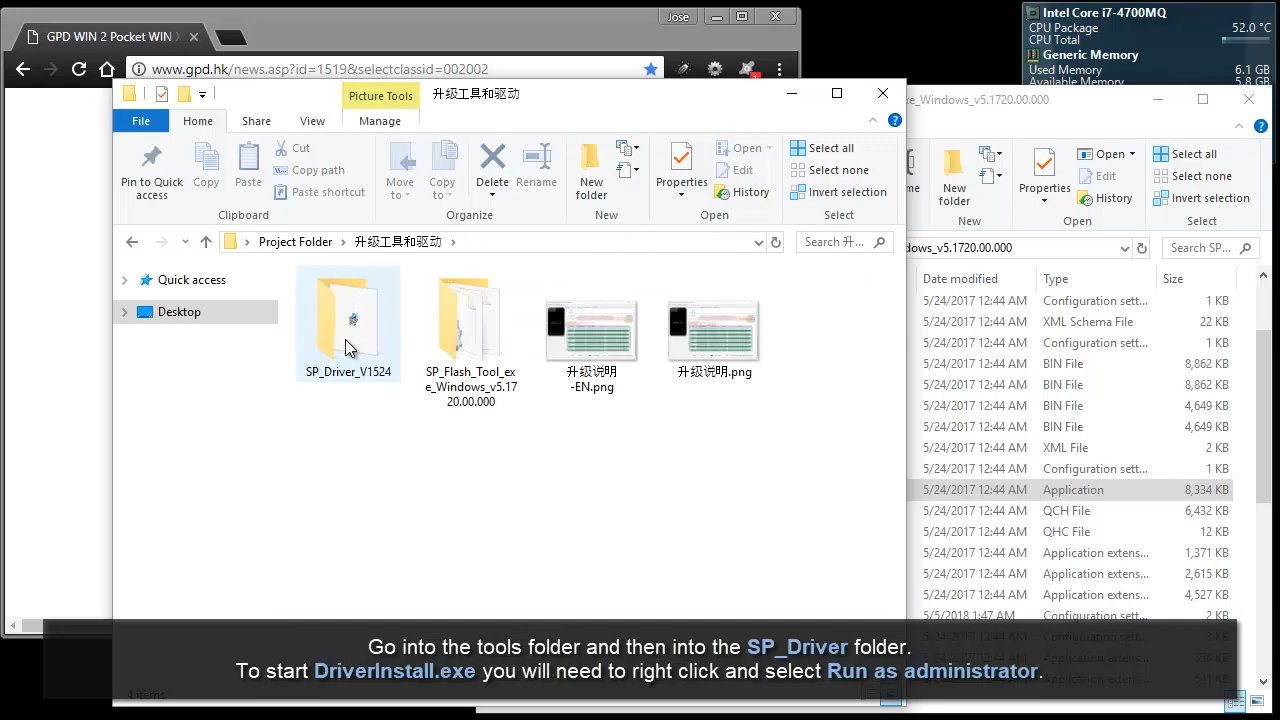 Jose
GPD WIN 2 Pocket WIN
www.gpd.hk/news.asp?id=1519&selectclassid=002002
Intel Core i7-4700MQ
CPU Package 52.0 °C
CPU Total
Generic Memory
Used Memory 6.1 GB
Available Memory 5.8 GB
Picture Tools
升级工具和驱动
File
Home
Share
View
Manage
Pin to Quick access
Copy
Paste
Cut
Copy path
Paste shortcut
Clipboard
Move to
Copy to
Delete
Rename
Organize
New folder
New
Properties
Open
Edit
History
Open
Select all
Select none
Invert selection
Select
Project Folder
升级工具和驱动
Search 升...
Quick access
Desktop
SP_Driver_V1524
SP_Flash_Tool_ex
e_Windows_v5.17
20.00.000
升级说明
-EN.png
升级说明.png
e_Windows_v5.1720.00.000
New folder
New
Properties
Open
Edit
History
Open
Select all
Select none
Invert selection
Select
dows_v5.1720.00.000
Search SP...
Date modified Type Size
5/24/2017 12:44 AM Configuration sett... 1 KB
5/24/2017 12:44 AM XML Schema File 22 KB
5/24/2017 12:44 AM Configuration sett... 1 KB
5/24/2017 12:44 AM BIN File 8,862 KB
5/24/2017 12:44 AM BIN File 8,862 KB
5/24/2017 12:44 AM BIN File 4,649 KB
5/24/2017 12:44 AM BIN File 4,649 KB
5/24/2017 12:44 AM XML File 2 KB
5/24/2017 12:44 AM Configuration sett... 1 KB
5/24/2017 12:44 AM Application 8,334 KB
5/24/2017 12:44 AM QCH File 6,432 KB
5/24/2017 12:44 AM QHC File 12 KB
5/24/2017 12:44 AM Application extens... 1,371 KB
5/24/2017 12:44 AM Application extens... 2,615 KB
5/24/2017 12:44 AM Application extens... 4,527 KB
5/5/2018 1:47 AM Configuration sett... 2 KB
Go into the tools folder and then into the SP_Driver folder.
To start DriverInstall.exe you will need to right click and select Run as administrator.
4 items